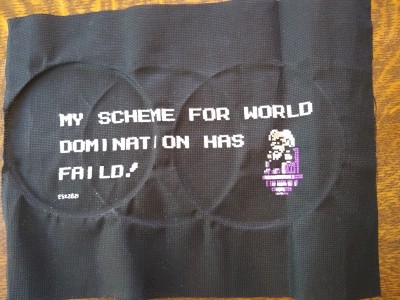 MY SCHEME FOR WORLD
DOMINATION HAS
FAILD!